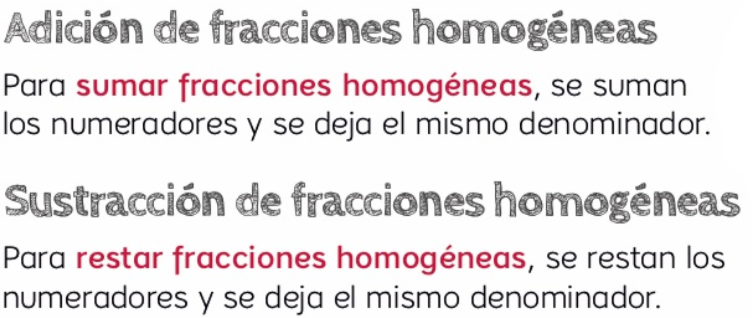 Adición de fracciones homogéneas
Para sumar fracciones homogéneas, se suman
los numeradores y se deja el mismo denominador.
Sustracción de fracciones homogéneas
Para restar fracciones homogéneas, se restan los
numeradores y se deja el mismo denominador.